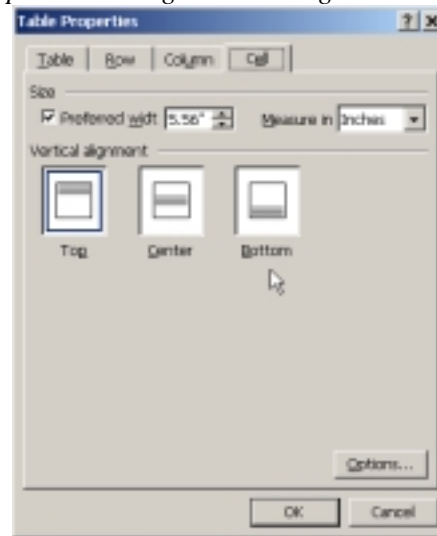 Table Properties
Table Row Column Cell
Size
Preferred widt 5.56" Measure in Inches
Vertical alignment
Top Center Bottom
Options...
OK Cancel